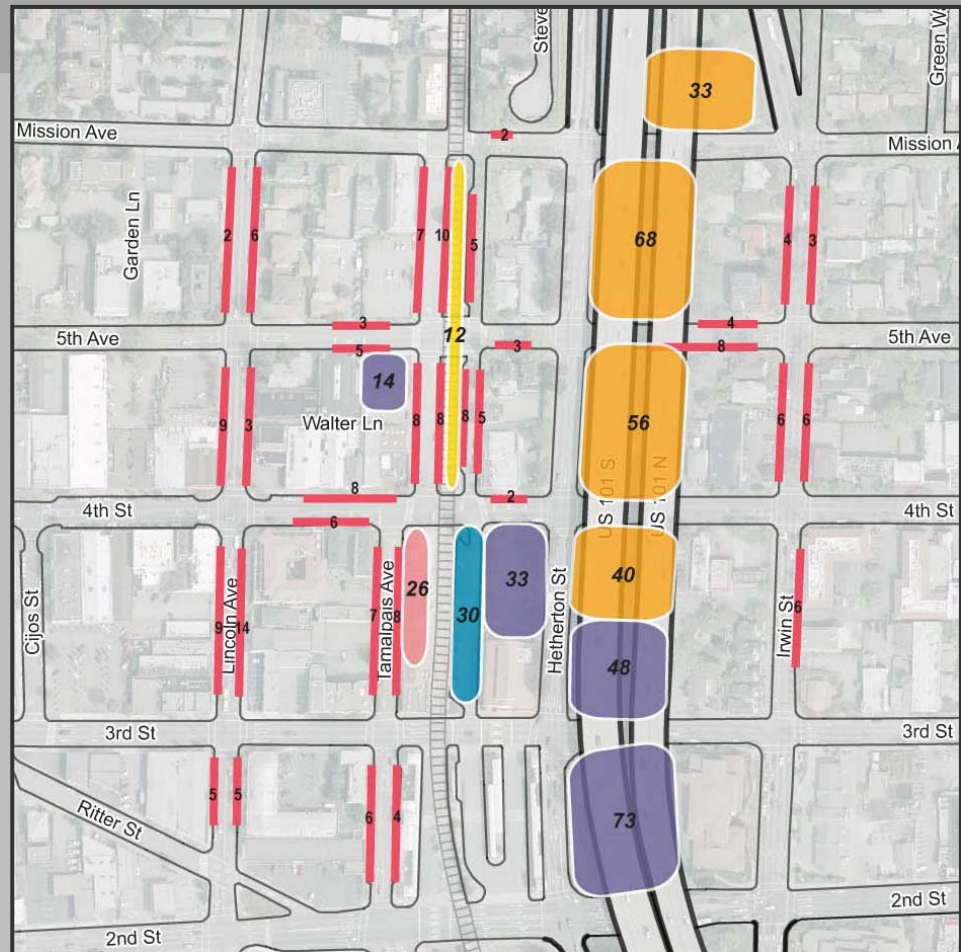 Steve
Green Wa
33
Mission Ave
2
Mission A
Garden Ln
2
6
7
10
5
68
4
3
5th Ave
3
12
4
5th Ave
5
3
8
14
Walter Ln
9
3
8
8
8
5
56
6
6
US 101 S
US 101 N
8
2
4th St
4th St
6
Cijos St
9
Lincoln Ave
14
7
Tamalpais Ave
8
26
30
33
Hetherton St
40
48
Irwin St
6
3rd St
3rd St
5
5
6
4
73
Ritter St
2nd St
2nd St